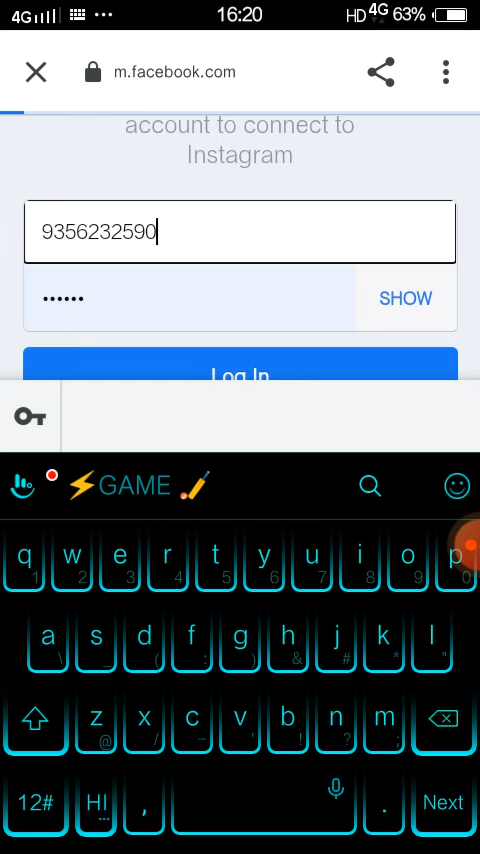 4G 16:20 HD 4G 63%
m.facebook.com
account to connect to
Instagram
9356232590
•••••• SHOW
Log In
⚡GAME 🏏
q w e r t y u i o p
1 2 3 4 5 6 7 8 9 0
a s d f g h j k l
\ _ ( : ) & # * "
z x c v b n m
@ / - ' ! ? ;
12# HI , . Next